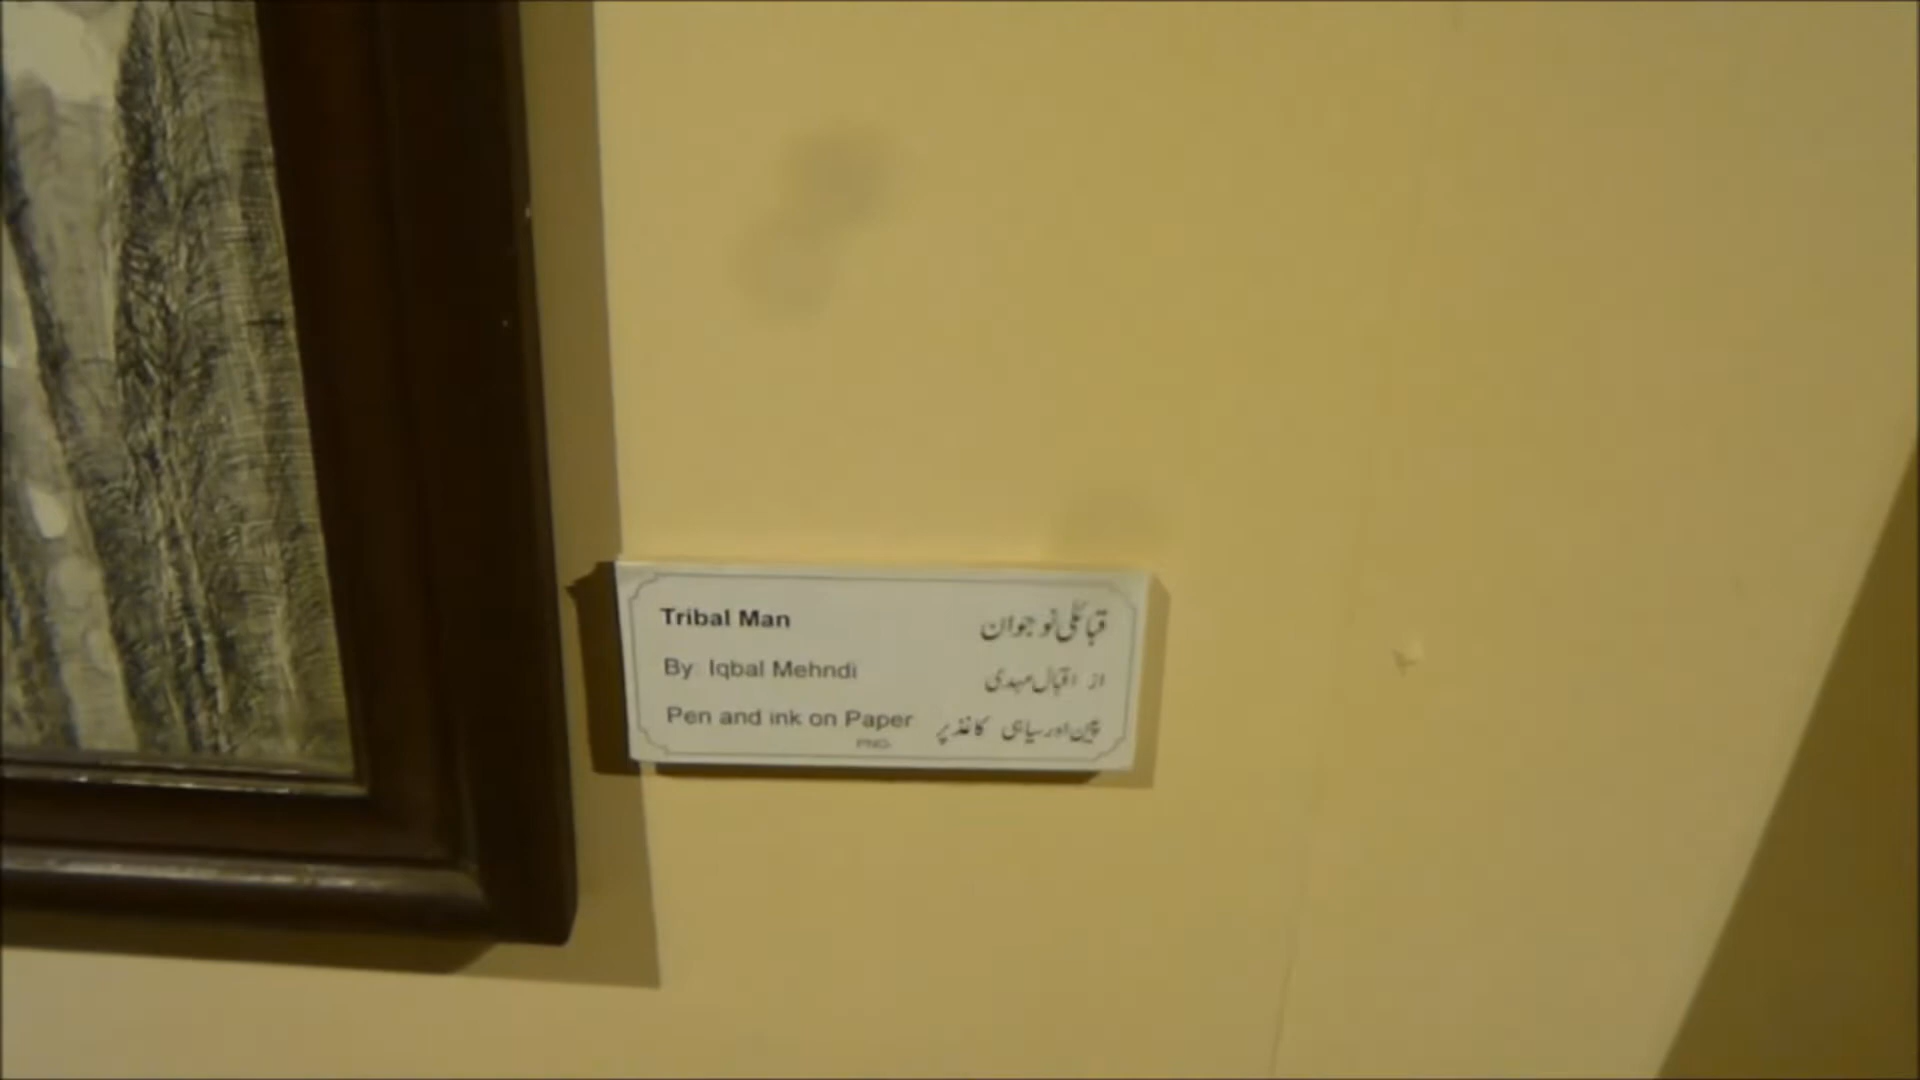 Tribal Man
قبائلی نوجوان
By: Iqbal Mehndi
از اقبال مہدی
Pen and ink on Paper
پین اور سیاہی کاغذ پر
PNG